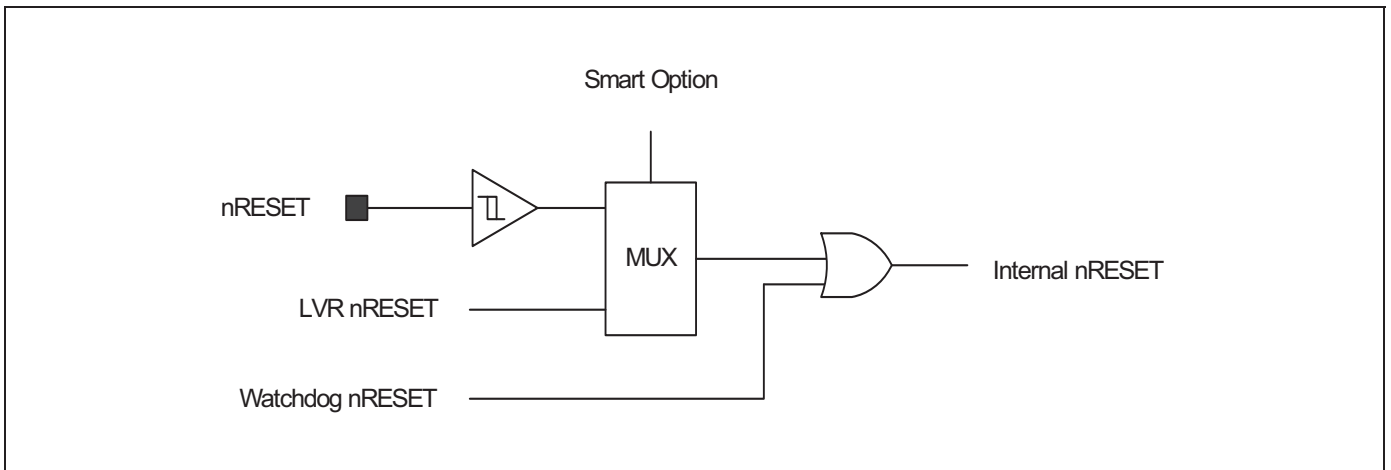 Smart Option
nRESET
MUX
Internal nRESET
LVR nRESET
Watchdog nRESET